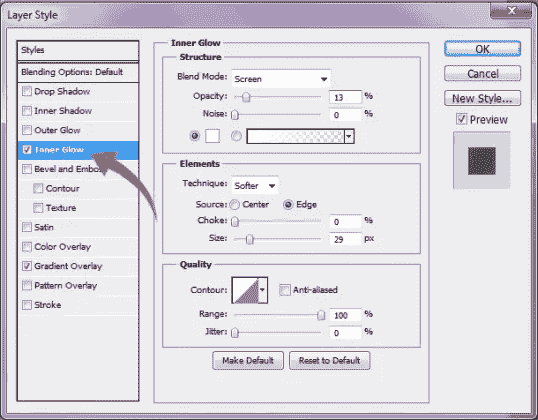 Layer Style
Styles
Blending Options: Default
Drop Shadow
Inner Shadow
Outer Glow
Inner Glow
Bevel and Embos
Contour
Texture
Satin
Color Overlay
Gradient Overlay
Pattern Overlay
Stroke
Inner Glow
Structure
Blend Mode: Screen
Opacity: 13 %
Noise: 0 %
Elements
Technique: Softer
Source: Center Edge
Choke: 0 %
Size: 29 px
Quality
Contour: Anti-aliased
Range: 100 %
Jitter: 0 %
Make Default Reset to Default
OK
Cancel
New Style...
Preview